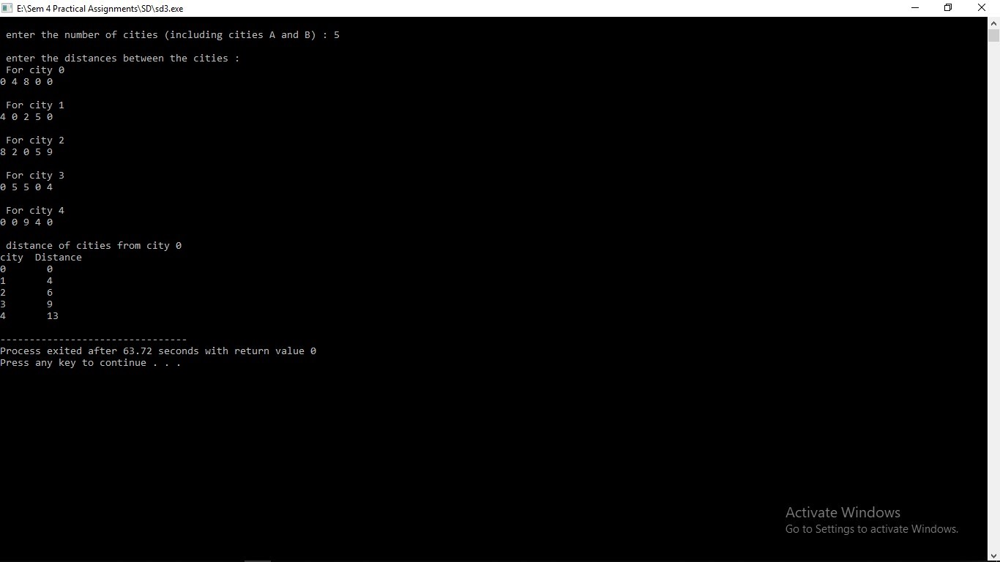 E:\Sem 4 Practical Assignments\SD\sd3.exe
enter the number of cities (including cities A and B) : 5
enter the distances between the cities :
For city 0
0 4 8 0 0
For city 1
4 0 2 5 0
For city 2
8 2 0 5 9
For city 3
0 5 5 0 4
For city 4
0 0 9 4 0
distance of cities from city 0
city Distance
0 0
1 4
2 6
3 9
4 13
--------------------------------
Process exited after 63.72 seconds with return value 0
Press any key to continue . . .
Activate Windows
Go to Settings to activate Windows.